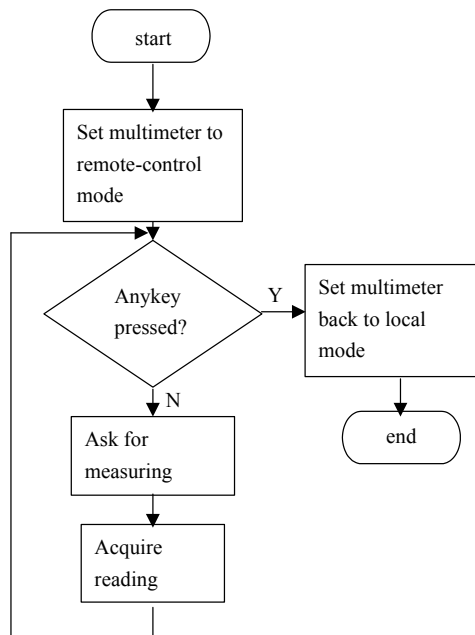 start
Set multimeter to
remote-control
mode
Anykey
pressed?
Y
Set multimeter
back to local
mode
N
end
Ask for
measuring
Acquire
reading